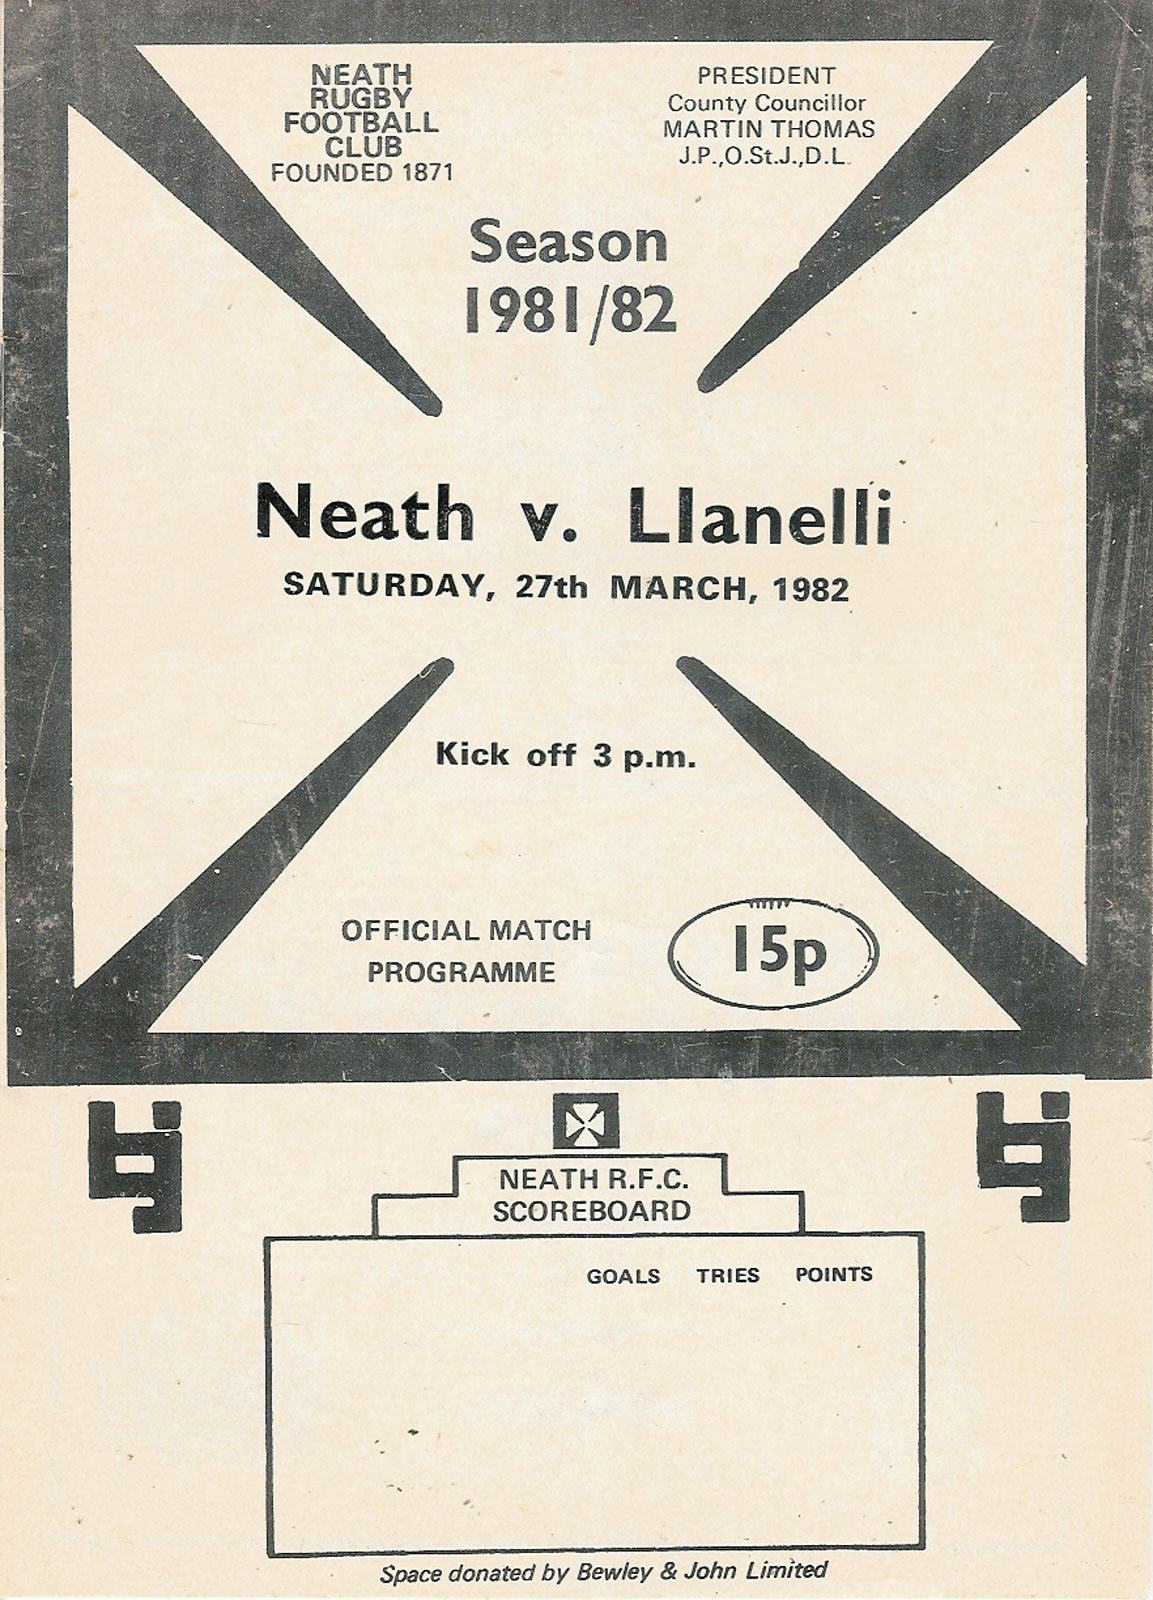 NEATH
RUGBY
FOOTBALL
CLUB
FOUNDED 1871
PRESIDENT
County Councillor
MARTIN THOMAS
J.P.,O.St.J.,D.L.
Season
1981/82
Neath v. Llanelli
SATURDAY, 27th MARCH, 1982
Kick off 3 p.m.
OFFICIAL MATCH
PROGRAMME
15p
bj
bj
NEATH R.F.C.
SCOREBOARD
GOALS TRIES POINTS
Space donated by Bewley & John Limited